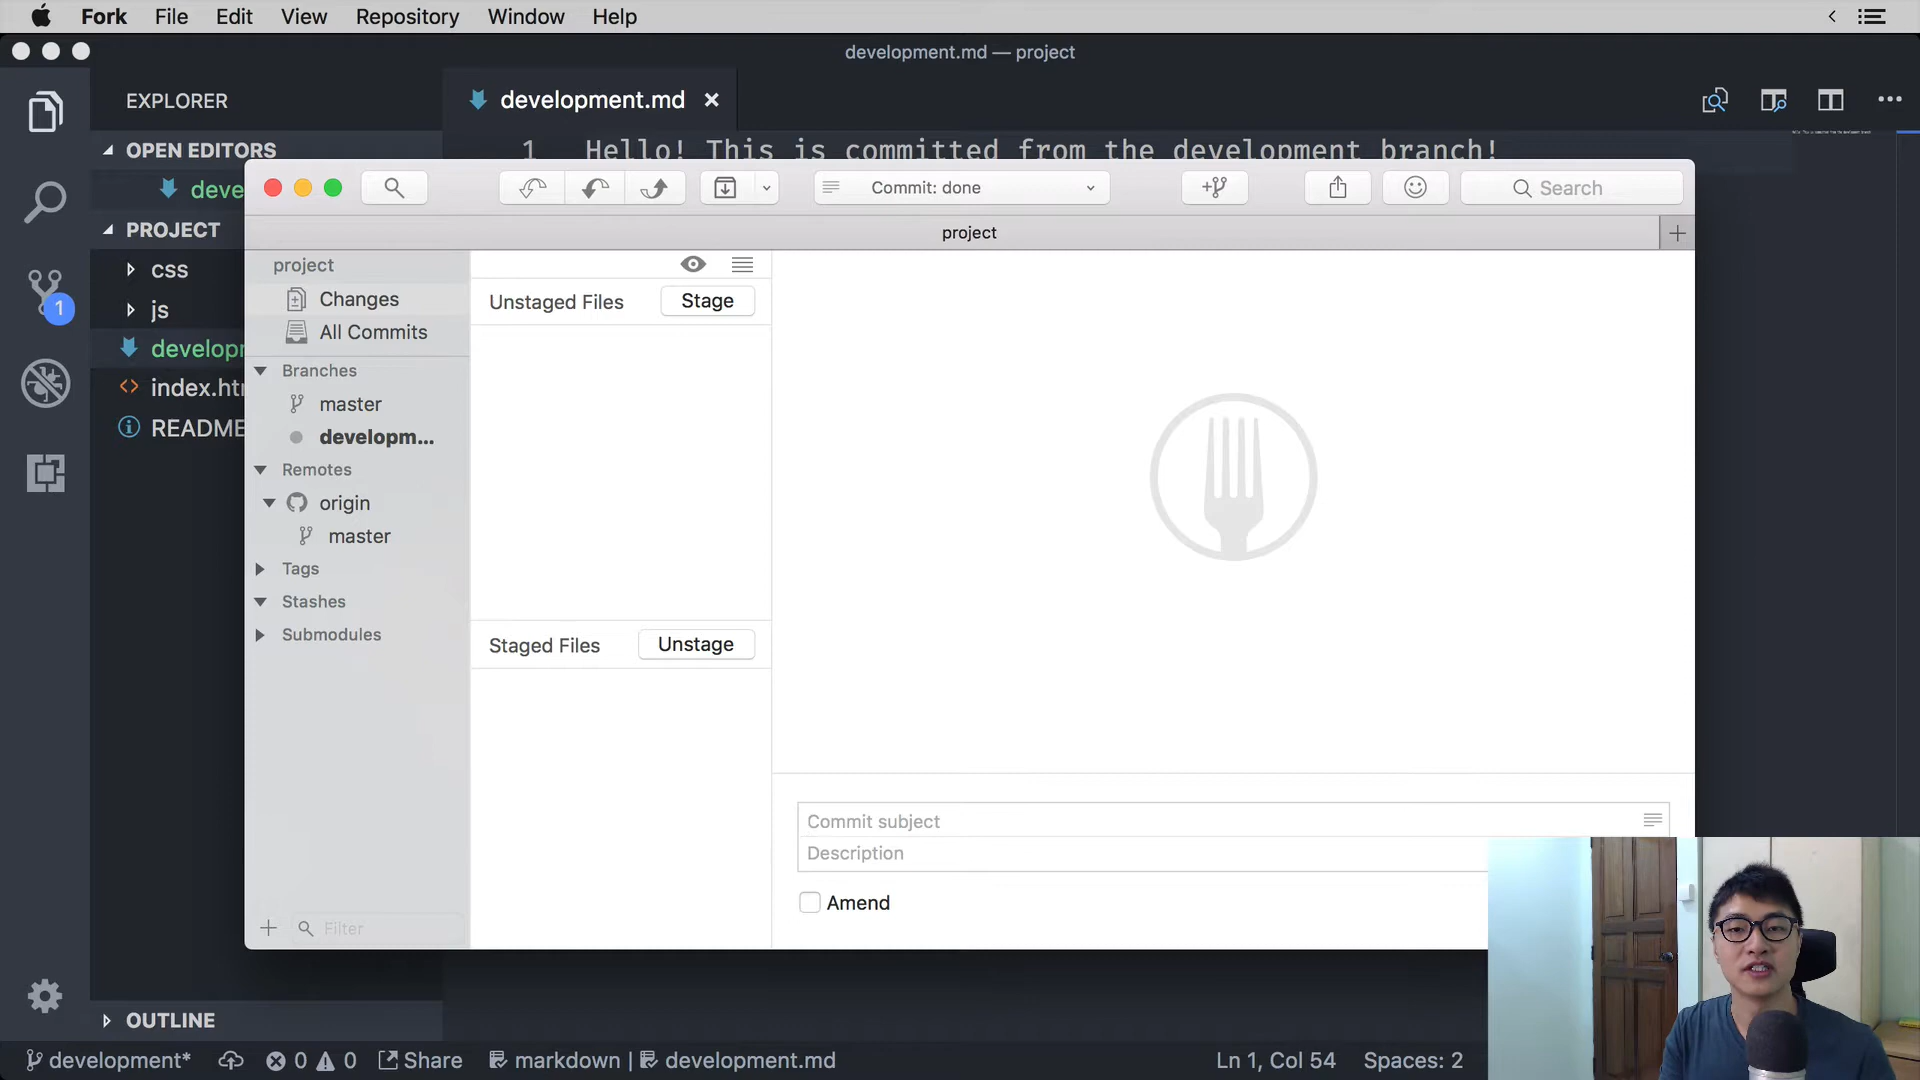 Fork File Edit View Repository Window Help
development.md — project
EXPLORER
development.md
OPEN EDITORS
1 Hello! This is committed from the development branch!
deve
Commit: done
Search
PROJECT
project
css
js
developm
index.htm
README
project
Changes
All Commits
Branches
master
developm...
Remotes
origin
master
Tags
Stashes
Submodules
Filter
Unstaged Files Stage
Staged Files Unstage
Commit subject
Description
Amend
1
OUTLINE
development* 0 0 Share markdown | development.md Ln 1, Col 54 Spaces: 2